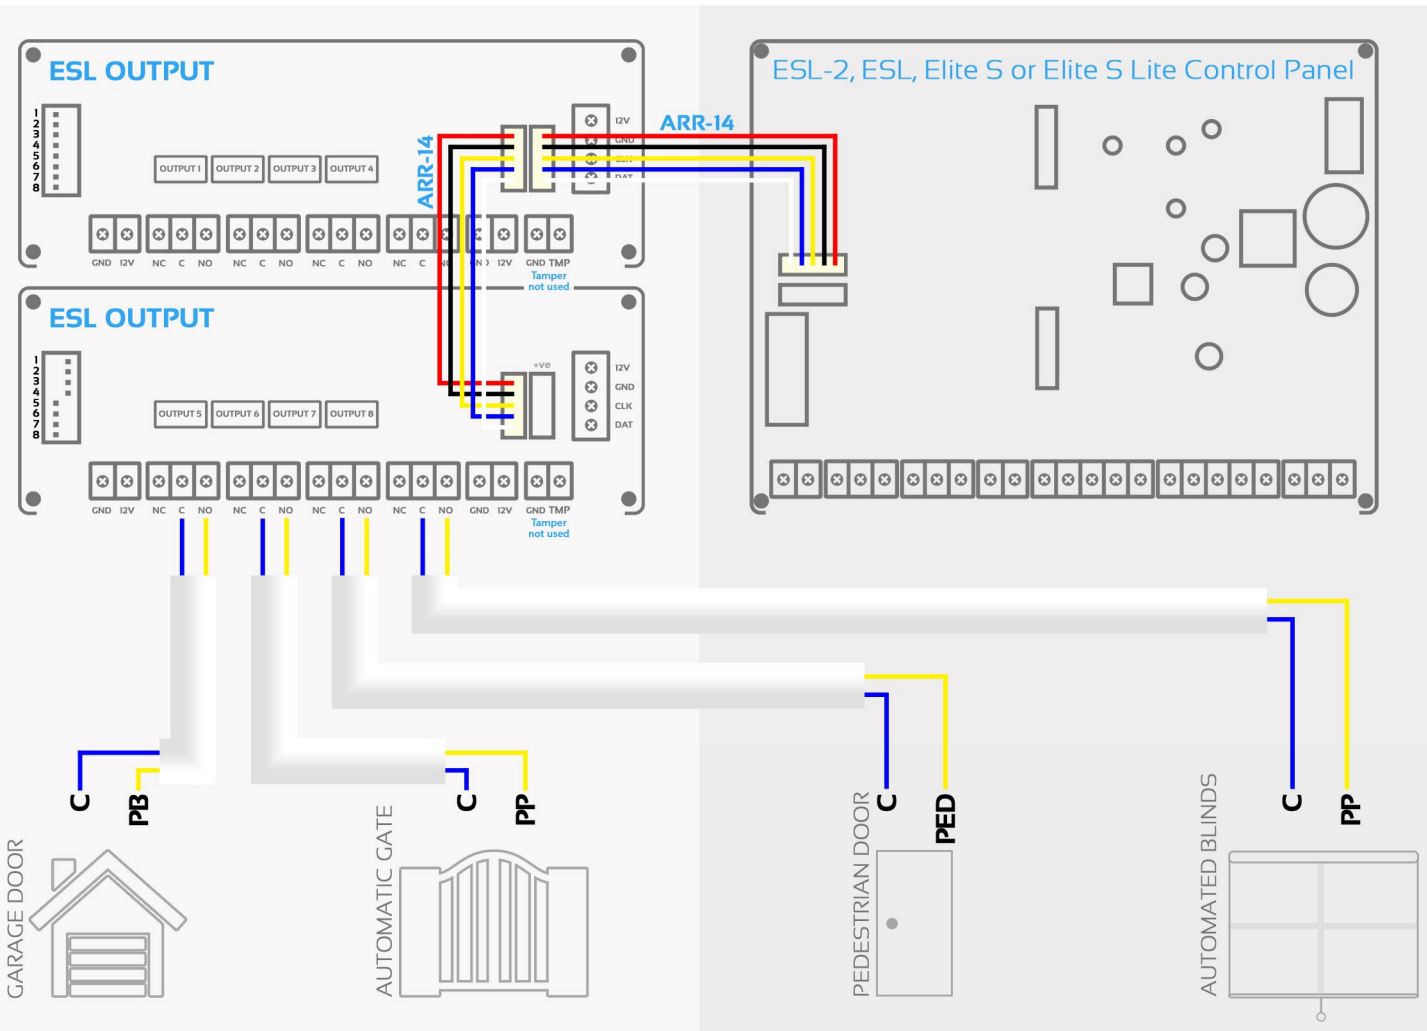 ESL OUTPUT
1
2
3
4
5
6
7
8
OUTPUT 1 OUTPUT 2 OUTPUT 3 OUTPUT 4
ARR-14
ARR-14
12V
GND
CLK
DAT
GND 12V NC C NO NC C NO NC C NO NC C NO GND 12V GND TMP
Tamper
not used
ESL-2, ESL, Elite S or Elite S Lite Control Panel
ESL OUTPUT
1
2
3
4
5
6
7
8
OUTPUT 5 OUTPUT 6 OUTPUT 7 OUTPUT 8
+ve
12V
GND
CLK
DAT
GND 12V NC C NO NC C NO NC C NO NC C NO GND 12V GND TMP
Tamper
not used
GARAGE DOOR
C
PB
AUTOMATIC GATE
C
PP
PEDESTRIAN DOOR
C
PED
AUTOMATED BLINDS
C
PP